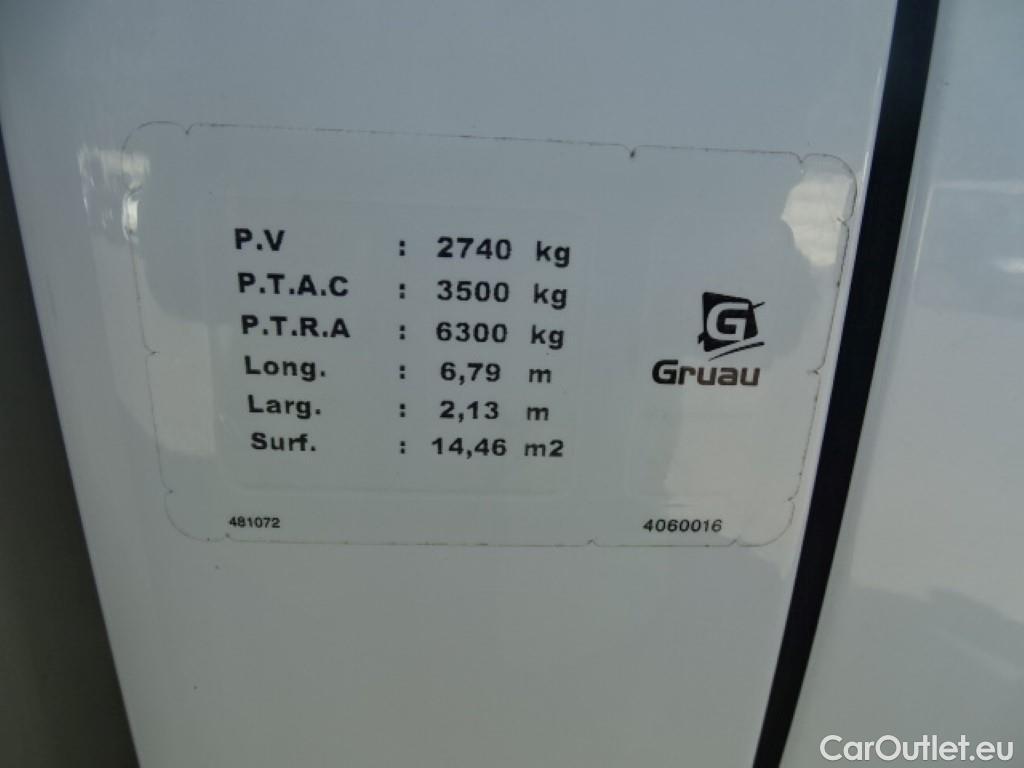 P.V : 2740 kg
P.T.A.C : 3500 kg
P.T.R.A : 6300 kg
Long. : 6,79 m
Larg. : 2,13 m
Surf. : 14,46 m2
G
Gruau
481072
4060016
CarOutlet.eu